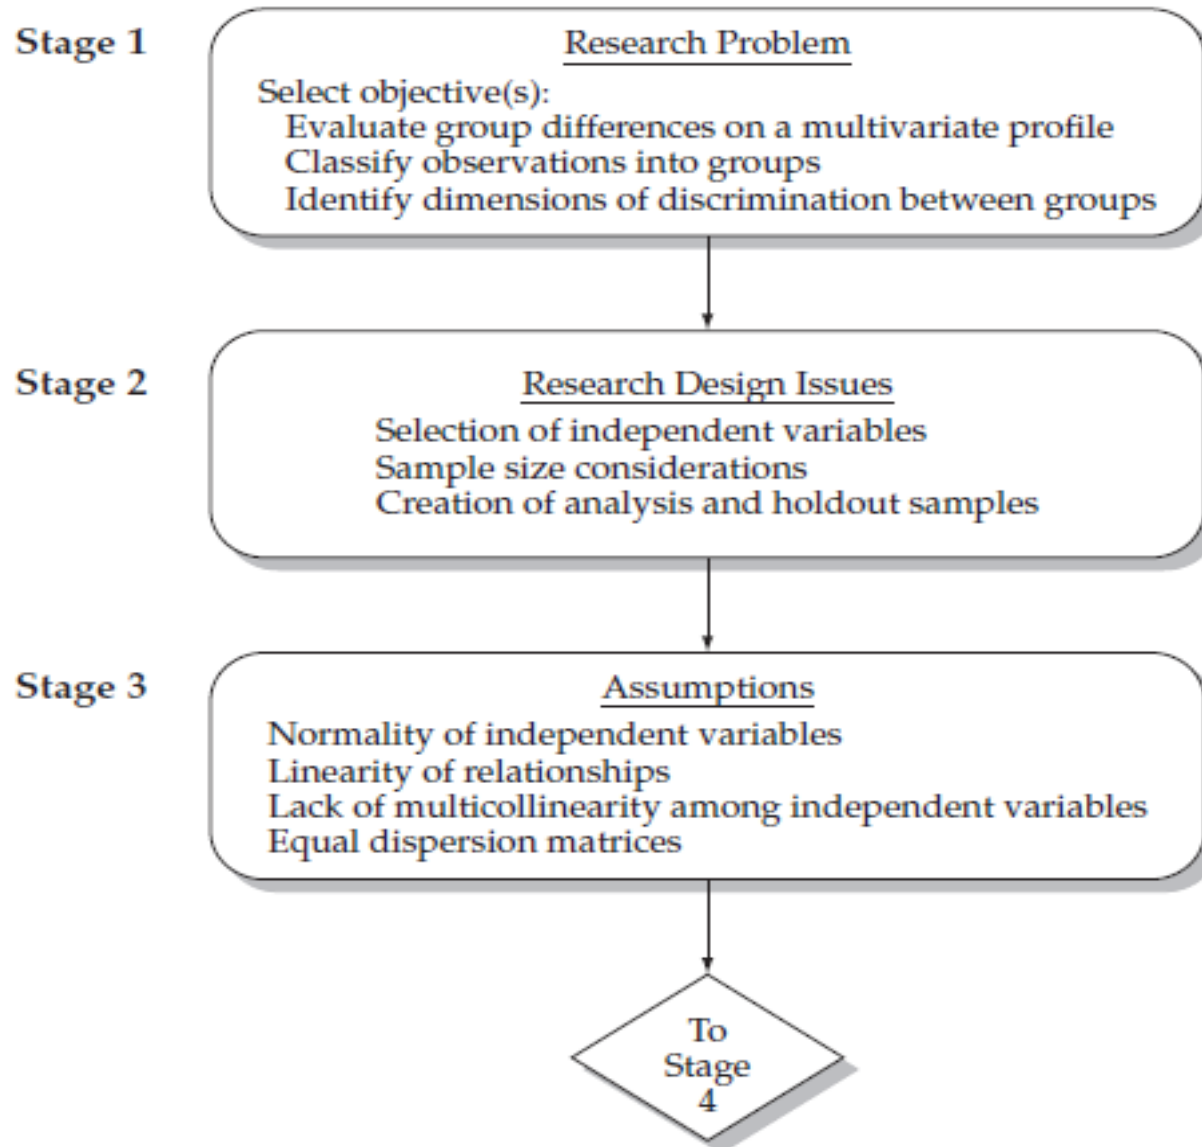 Stage 1
Research Problem
Select objective(s):
Evaluate group differences on a multivariate profile
Classify observations into groups
Identify dimensions of discrimination between groups
Stage 2
Research Design Issues
Selection of independent variables
Sample size considerations
Creation of analysis and holdout samples
Stage 3
Assumptions
Normality of independent variables
Linearity of relationships
Lack of multicollinearity among independent variables
Equal dispersion matrices
To
Stage
4